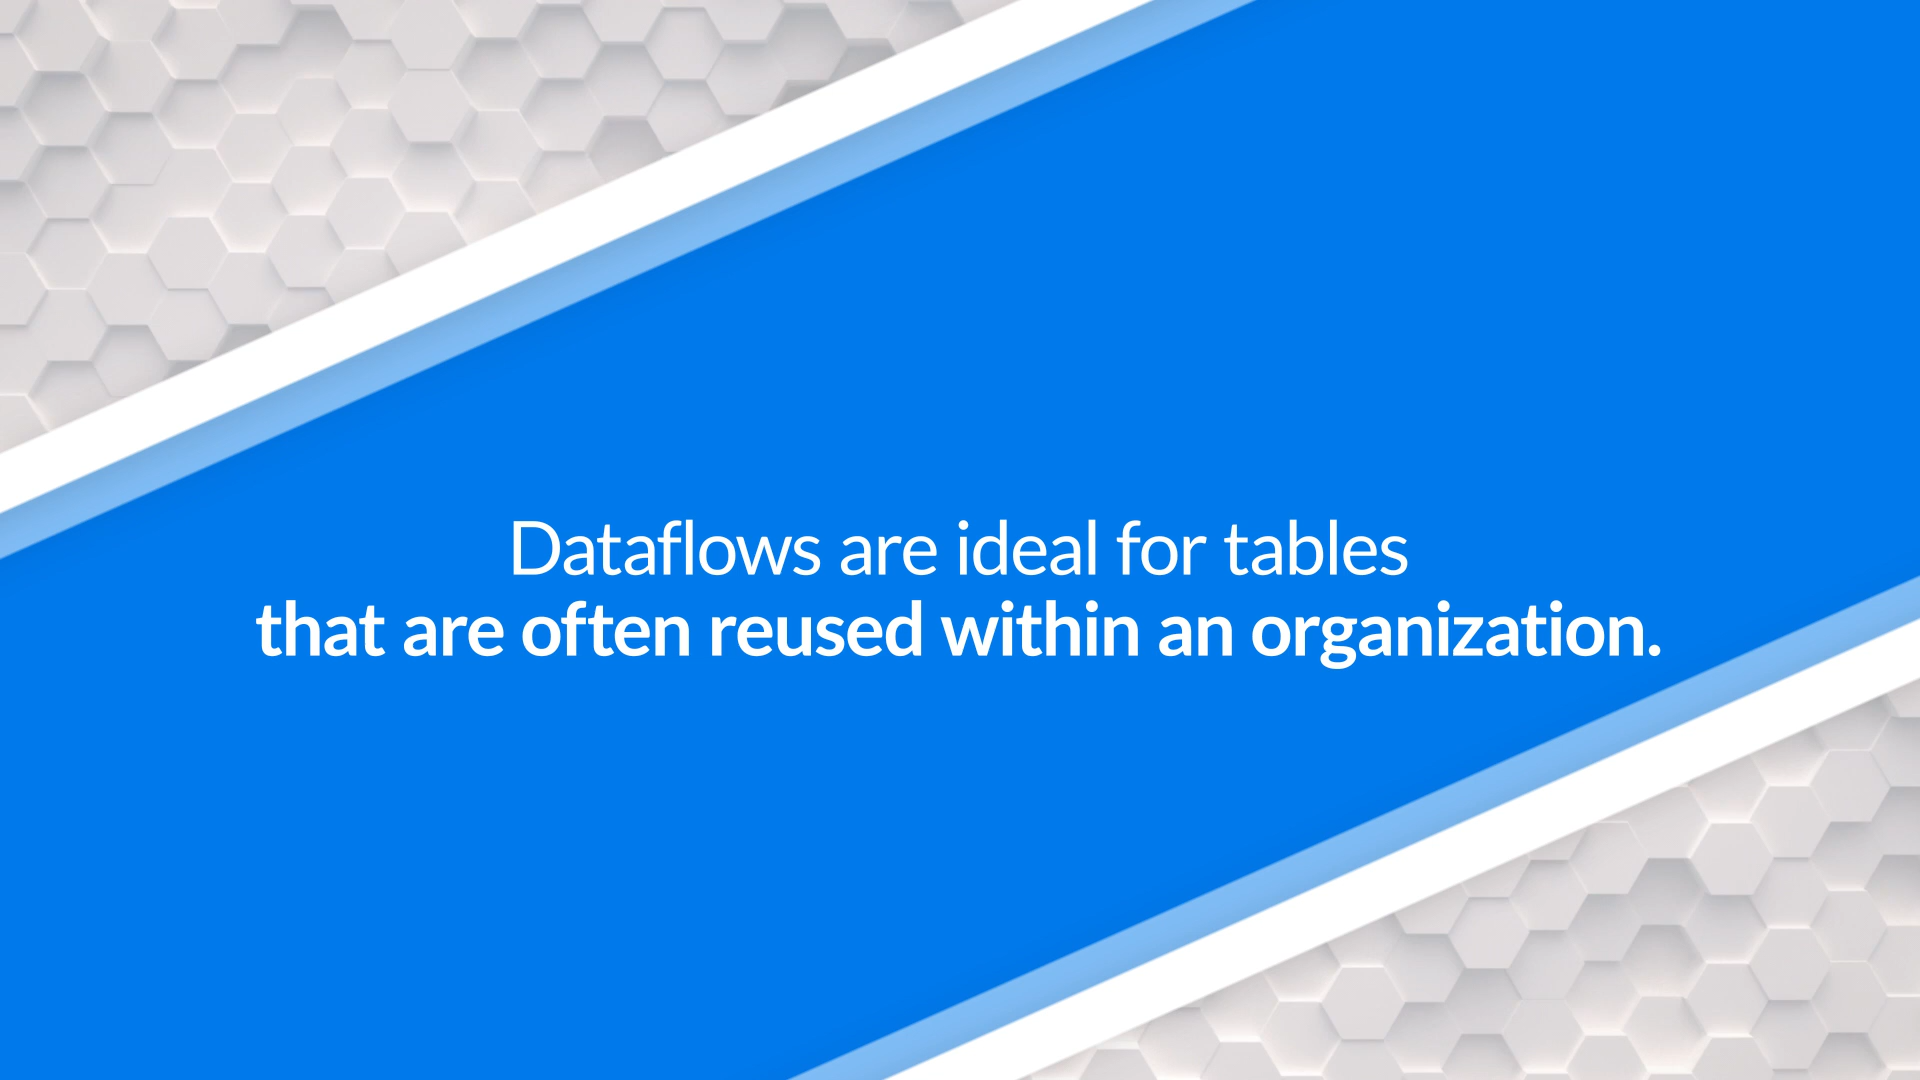 Dataflows are ideal for tables
that are often reused within an organization.